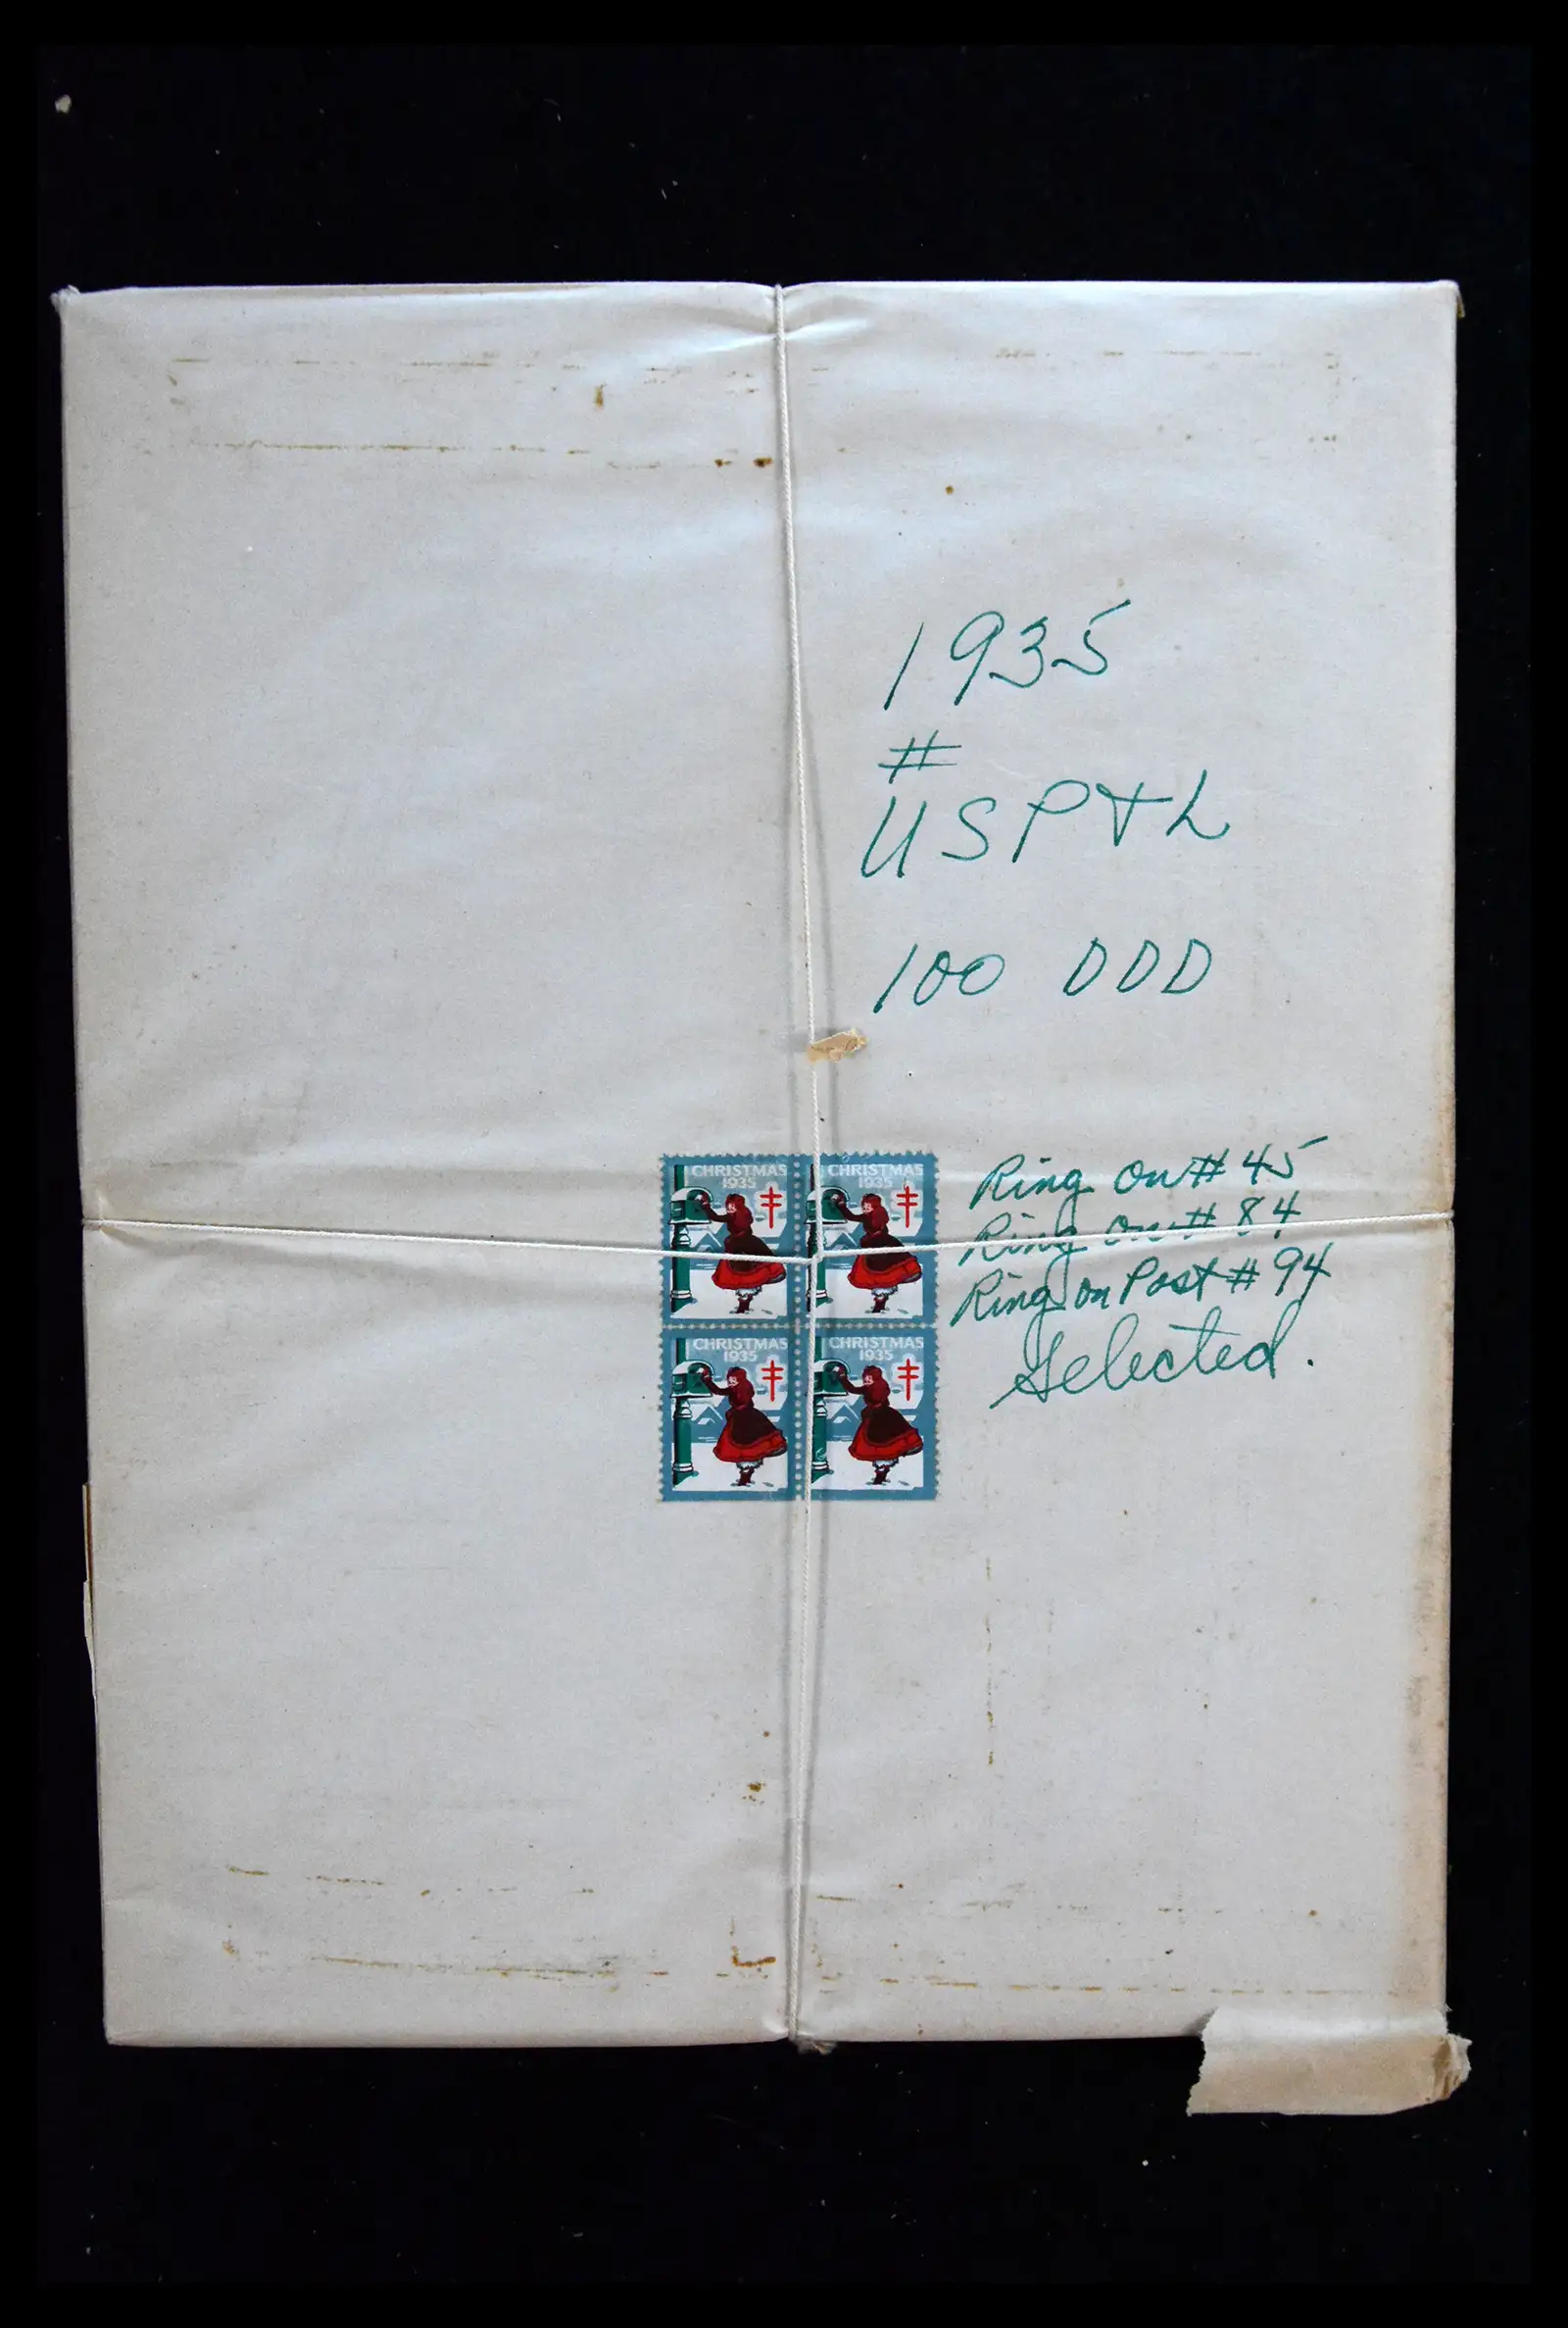 1935
#
USP&L
100 DDD
CHRISTMAS
1935
CHRISTMAS
1935
Ring on # 45
Ring on # 84
Ring on Post # 94
Selected.
CHRISTMAS
1935
CHRISTMAS
1935